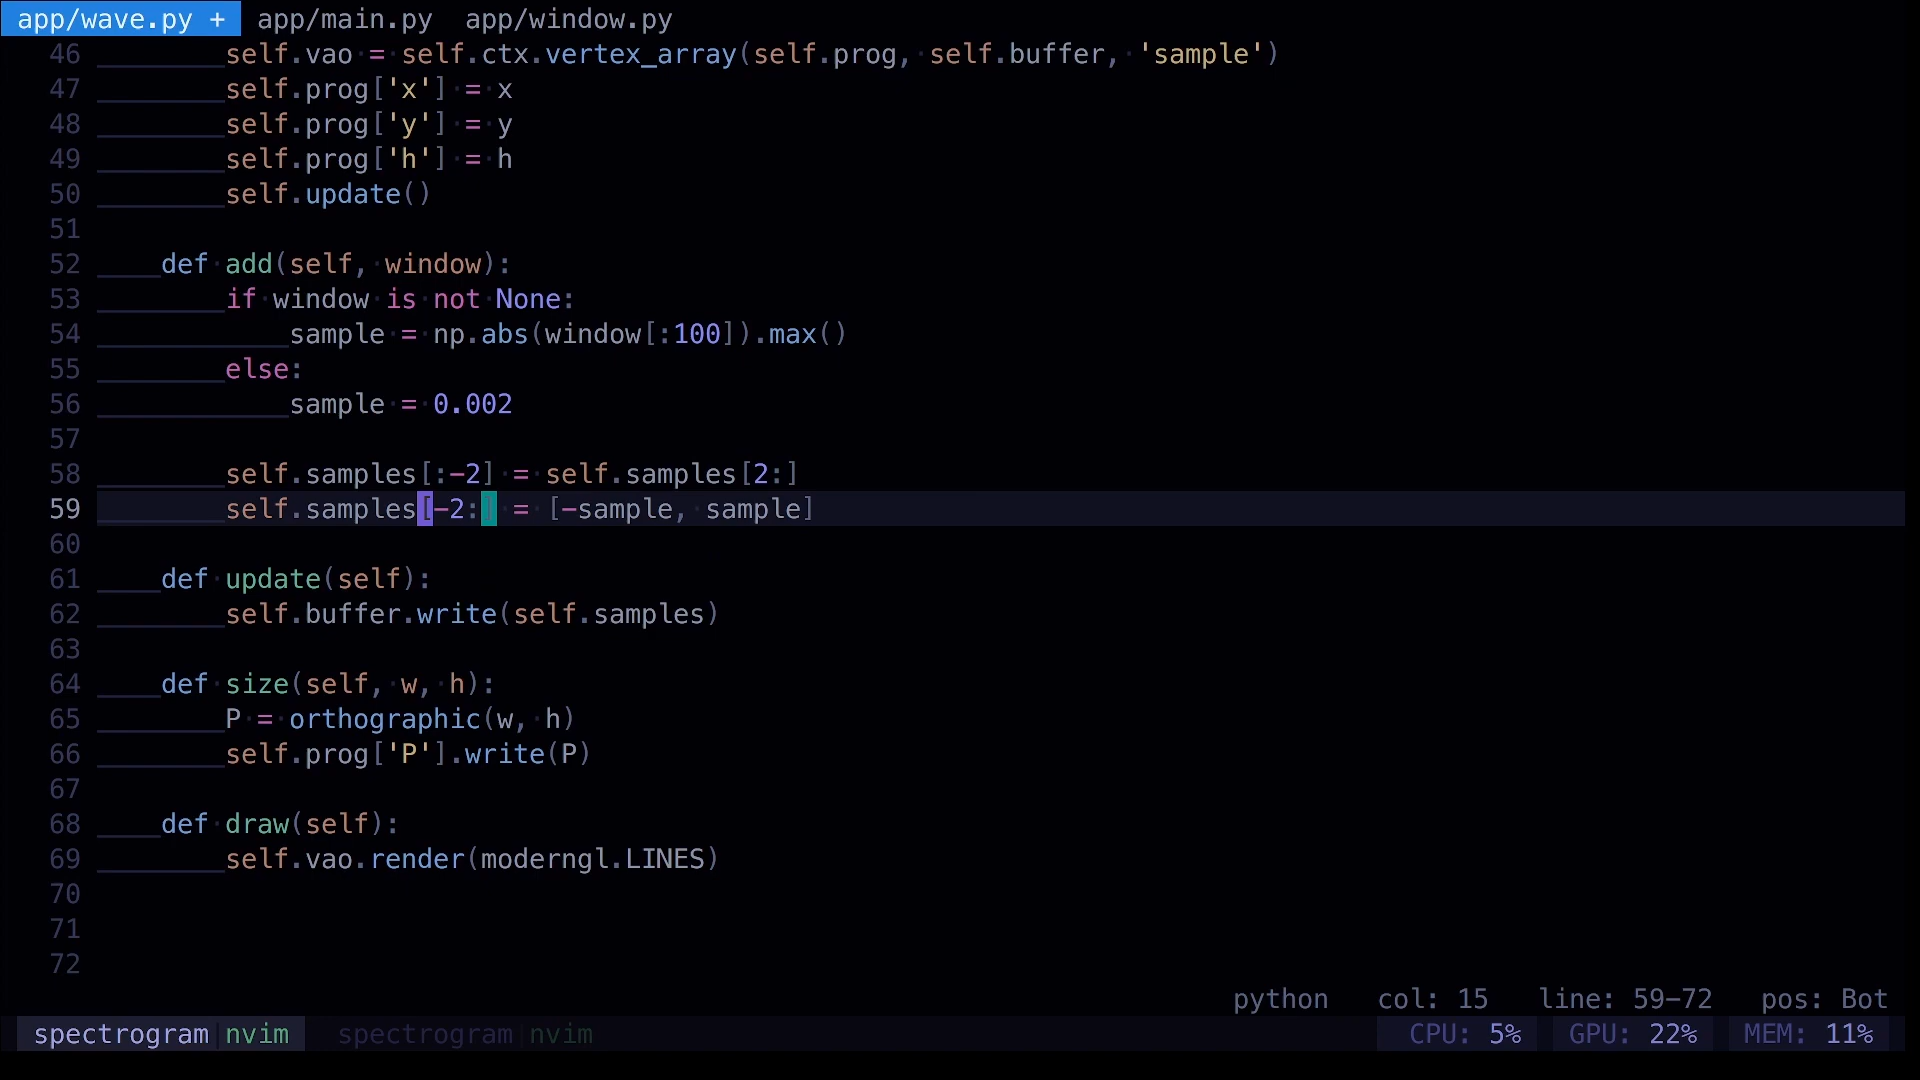 app/wave.py + app/main.py app/window.py
46 self.vao = self.ctx.vertex_array(self.prog, self.buffer, 'sample')
47 self.prog['x'] = x
48 self.prog['y'] = y
49 self.prog['h'] = h
50 self.update()
51
52 def add(self, window):
53 if window is not None:
54 sample = np.abs(window[:100]).max()
55 else:
56 sample = 0.002
57
58 self.samples[:-2] = self.samples[2:]
59 self.samples[-2:] = [-sample, sample]
60
61 def update(self):
62 self.buffer.write(self.samples)
63
64 def size(self, w, h):
65 P = orthographic(w, h)
66 self.prog['P'].write(P)
67
68 def draw(self):
69 self.vao.render(moderngl.LINES)
70
71
72
python col: 15 line: 59-72 pos: Bot
spectrogram nvim spectrogram nvim CPU: 5% GPU: 22% MEM: 11%